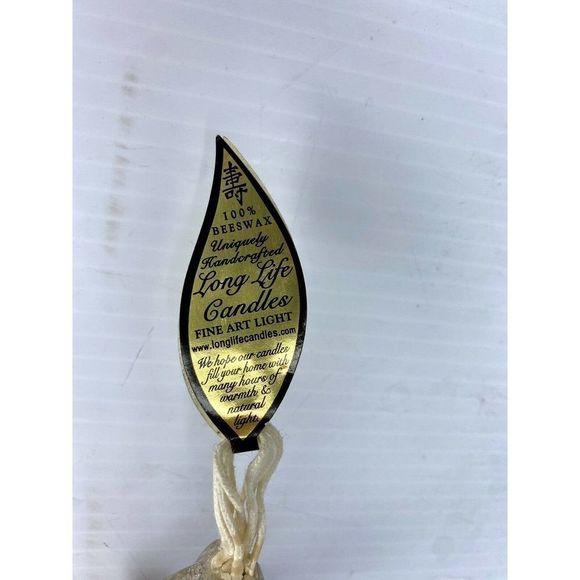 壽
100%
BEESWAX
Uniquely
Handcrafted
Long Life
Candles
FINE ART LIGHT
www.longlifecandles.com
We hope our candles
fill your home with
many hours of
warmth &
natural
light.